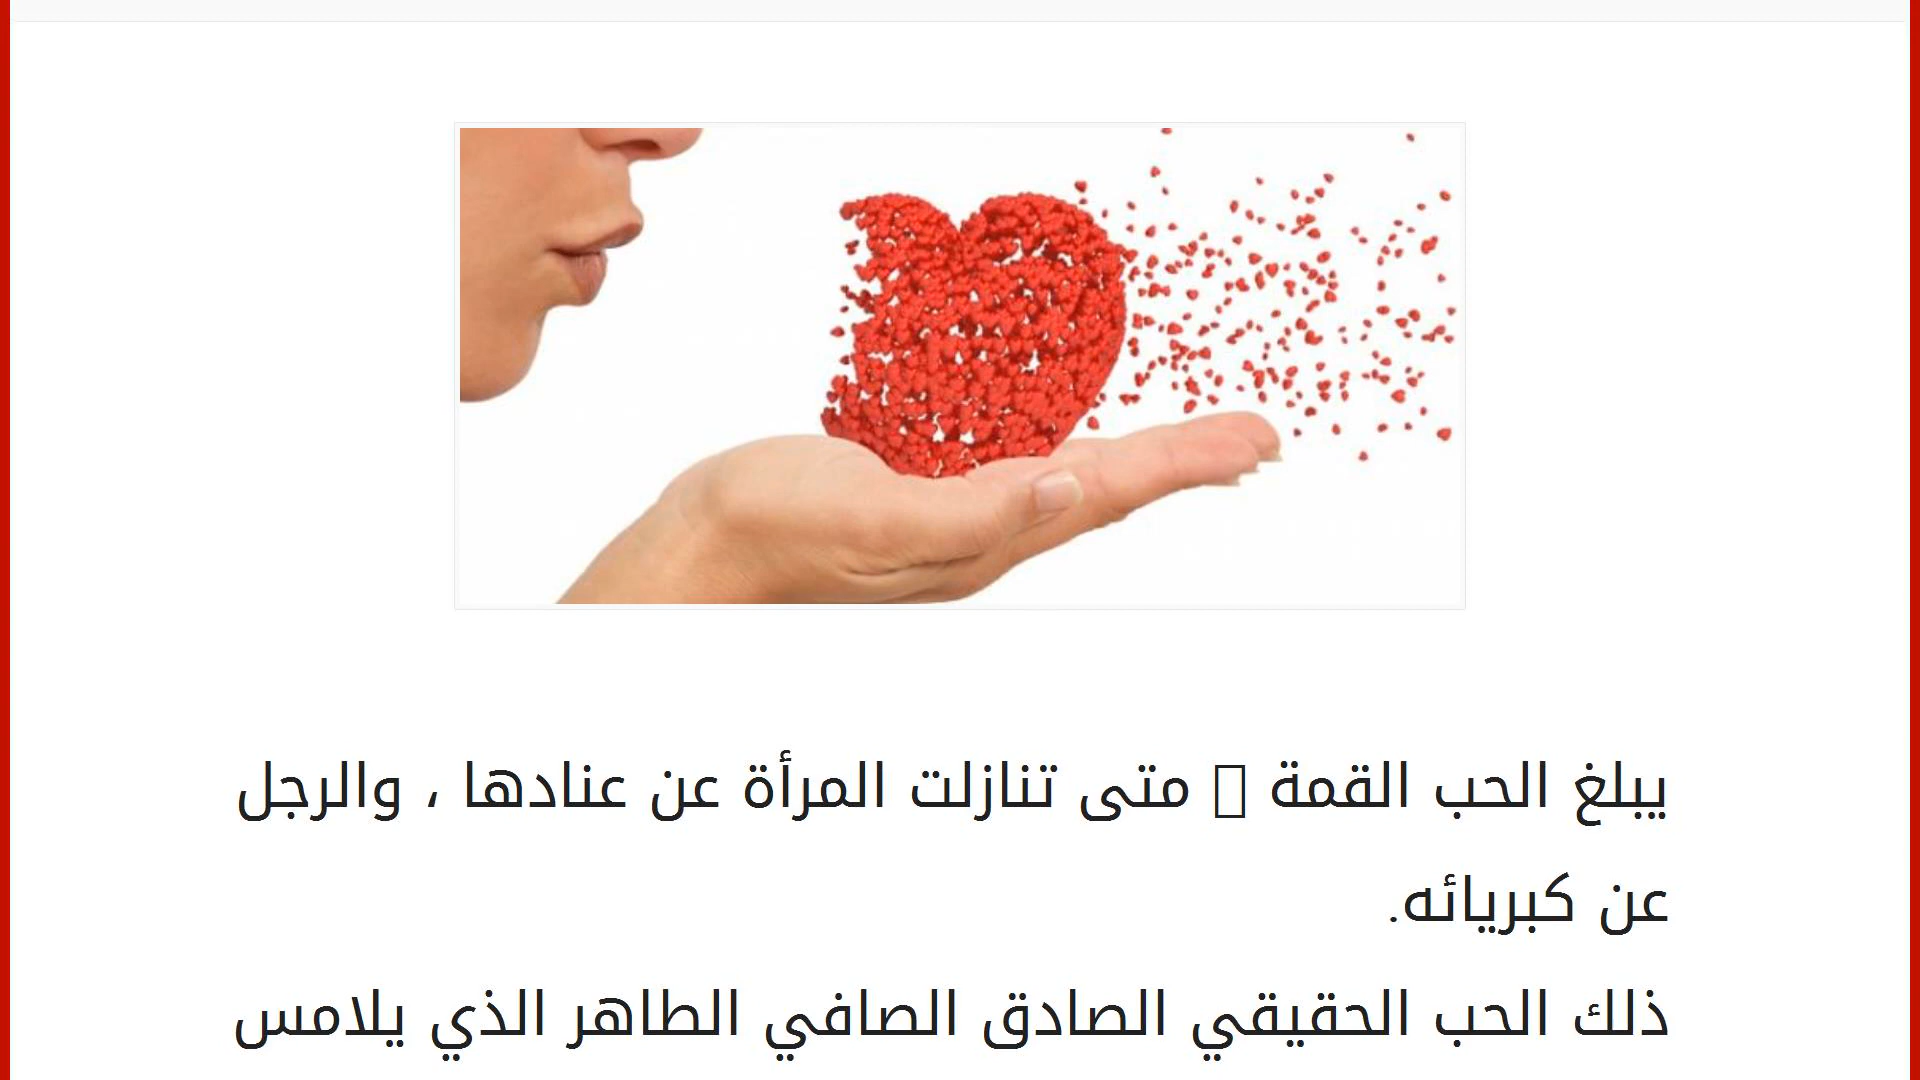 يبلغ الحب القمة ▯ متى تنازلت المرأة عن عنادها ، والرجل
عن كبريائه.
ذلك الحب الحقيقي الصادق الصافي الطاهر الذي يلامس